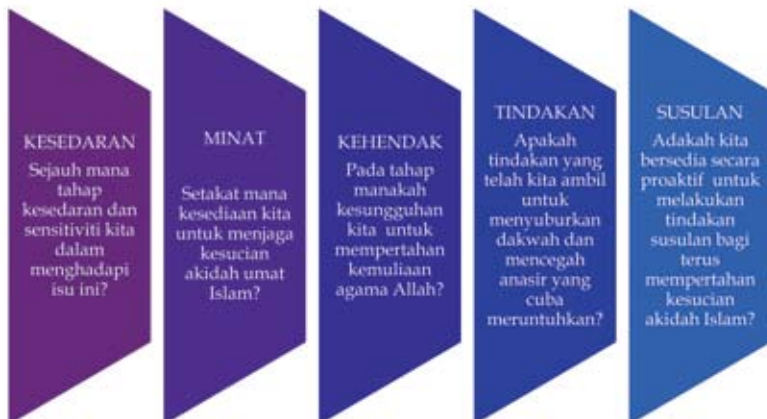 KESEDARAN
Sejauh mana
tahap
kesedaran dan
sensitiviti kita
dalam
menghadapi
isu ini?
MINAT
Setakat mana
kesediaan kita
untuk menjaga
kesucian
akidah umat
Islam?
KEHENDAK
Pada tahap
manakah
kesungguhan
kita untuk
mempertahan
kemuliaan
agama Allah?
TINDAKAN
Apakah
tindakan yang
telah kita ambil
untuk
menyuburkan
dakwah dan
mencegah
anasir yang
cuba
meruntuhkan?
SUSULAN
Adakah kita
bersedia secara
proaktif untuk
melakukan
tindakan
susulan bagi
terus
mempertahan
kesucian
akidah Islam?